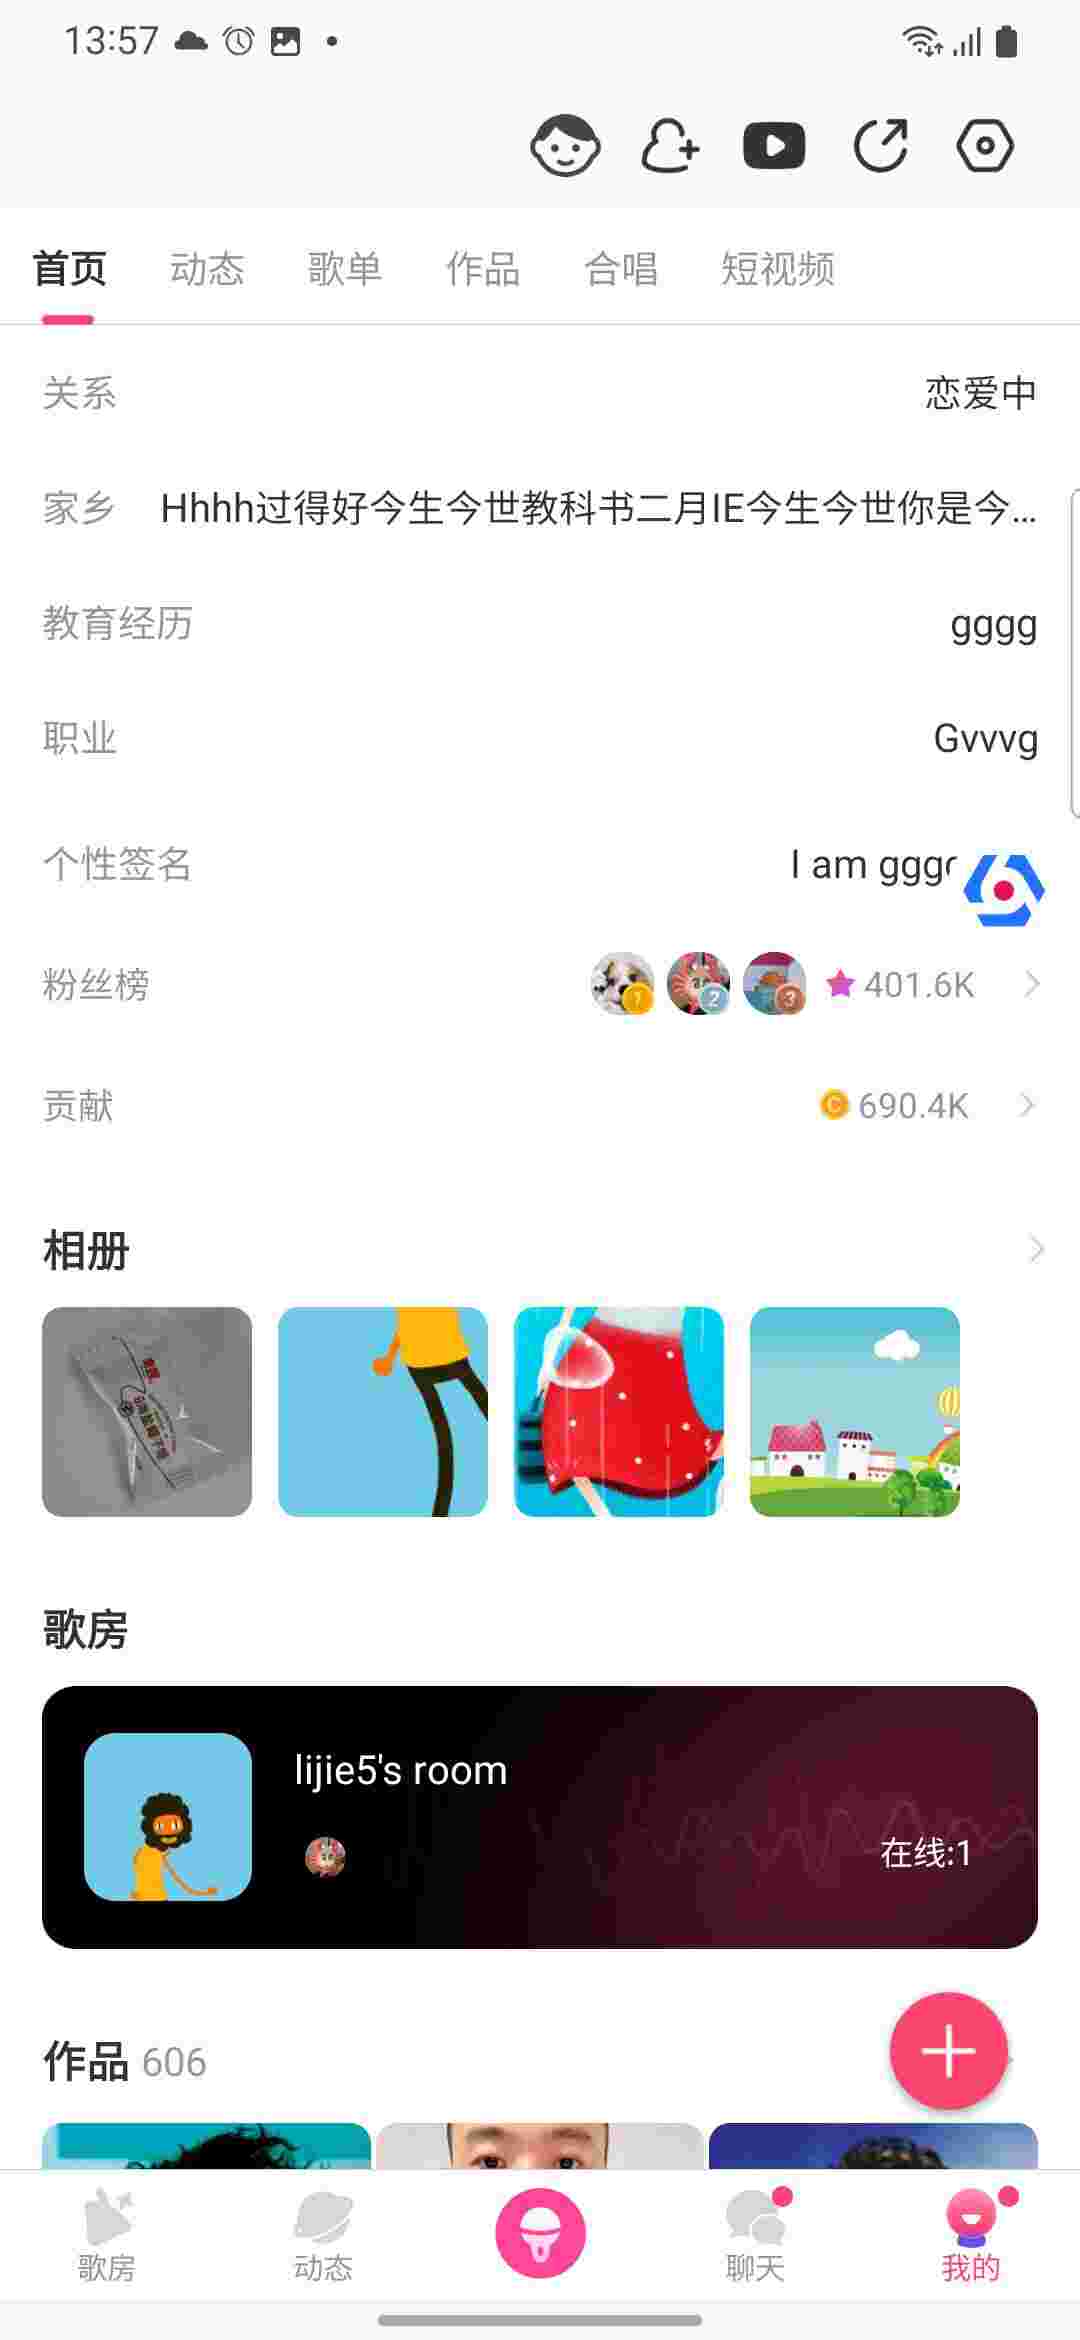 13:57
首页 动态 歌单 作品 合唱 短视频
关系 恋爱中
家乡 Hhhh过得好今生今世教科书二月IE今生今世你是今...
教育经历 gggg
职业 Gvvvg
个性签名 I am ggg
粉丝榜 1 2 3 401.6K
贡献 C 690.4K
相册
歌房
lijie5's room
在线:1
作品 606
歌房 动态 聊天 我的